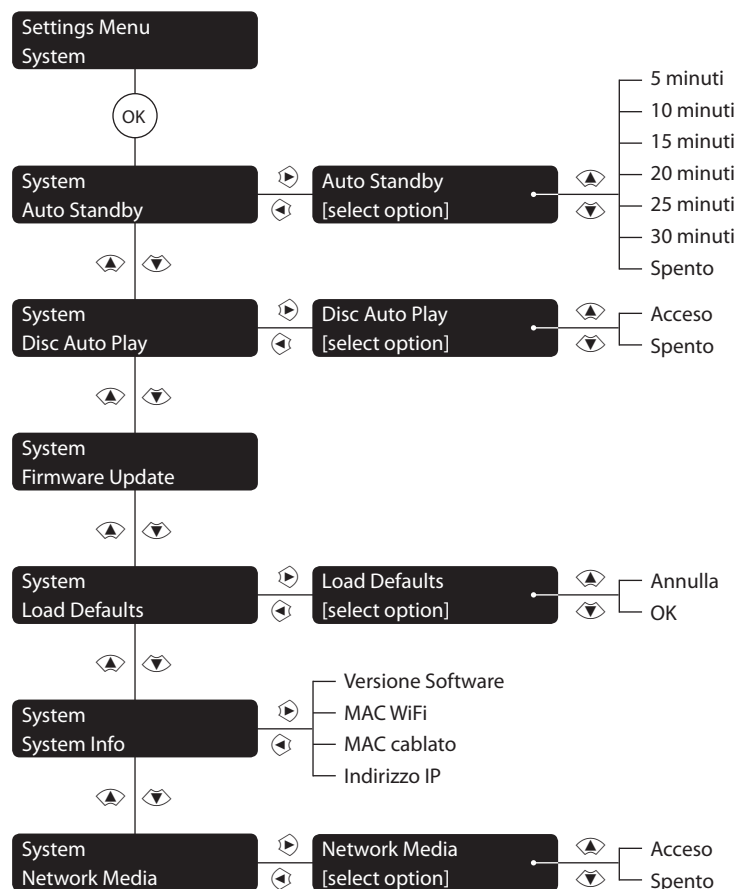 Settings Menu
System
OK
5 minuti
10 minuti
15 minuti
20 minuti
25 minuti
30 minuti
Spento
System
Auto Standby
Auto Standby
[select option]
System
Disc Auto Play
Disc Auto Play
[select option]
Acceso
Spento
System
Firmware Update
System
Load Defaults
Load Defaults
[select option]
Annulla
OK
System
System Info
Versione Software
MAC WiFi
MAC cablato
Indirizzo IP
System
Network Media
Network Media
[select option]
Acceso
Spento